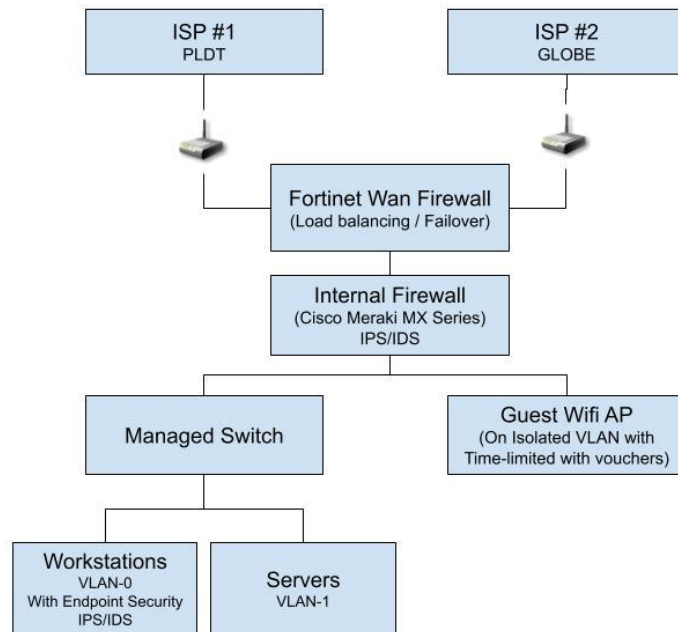 ISP #1
PLDT
ISP #2
GLOBE
Fortinet Wan Firewall
(Load balancing / Failover)
Internal Firewall
(Cisco Meraki MX Series)
IPS/IDS
Managed Switch
Guest Wifi AP
(On Isolated VLAN with
Time-limited with vouchers)
Workstations
VLAN-0
With Endpoint Security
IPS/IDS
Servers
VLAN-1